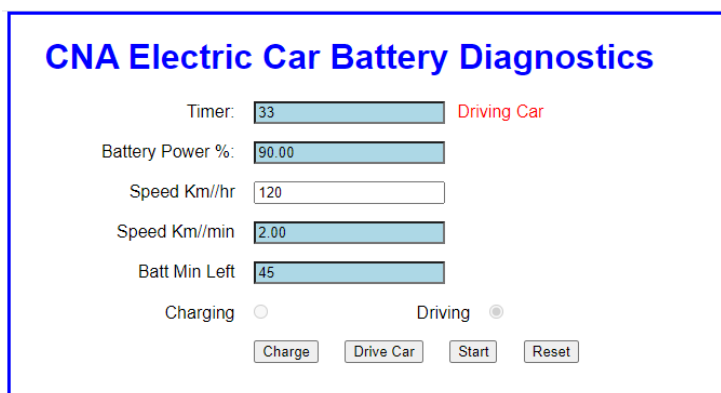 CNA Electric Car Battery Diagnostics
Timer: 33 Driving Car
Battery Power %: 90.00
Speed Km//hr 120
Speed Km//min 2.00
Batt Min Left 45
Charging Driving
Charge Drive Car Start Reset